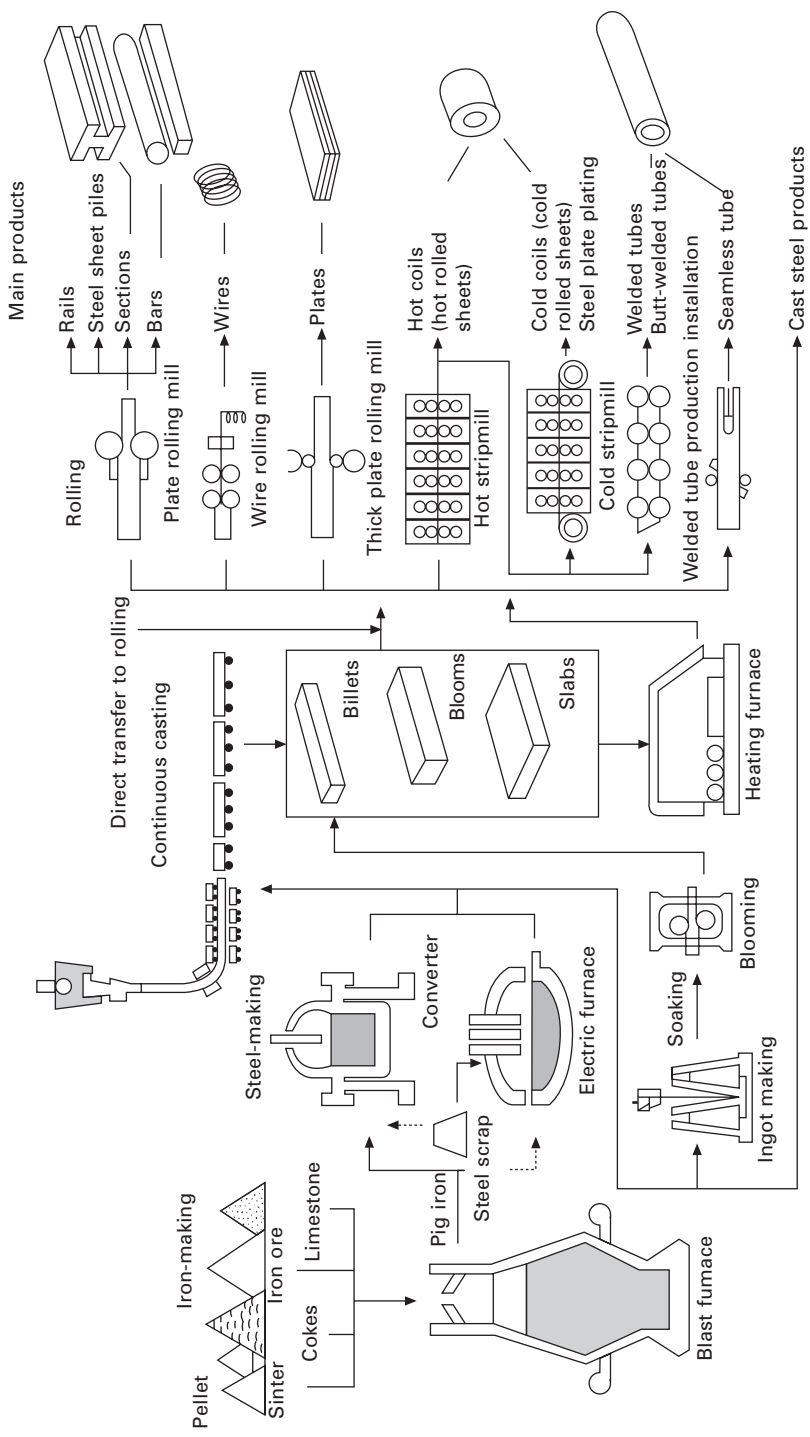 Iron-making
Pellet
Sinter
Iron ore
Cokes
Limestone
Blast furnace
Pig iron
Steel scrap
Steel-making
Converter
Electric furnace
Ingot making
Soaking
Blooming
Continuous casting
Direct transfer to rolling
Billets
Blooms
Slabs
Heating furnace
Rolling
Plate rolling mill
Wire rolling mill
Thick plate rolling mill
Hot stripmill
Cold stripmill
Welded tube production installation
Main products
Rails
Steel sheet piles
Sections
Bars
Wires
Plates
Hot coils
(hot rolled
sheets)
Cold coils (cold
rolled sheets)
Steel plate plating
Welded tubes
Butt-welded tubes
Seamless tube
Cast steel products